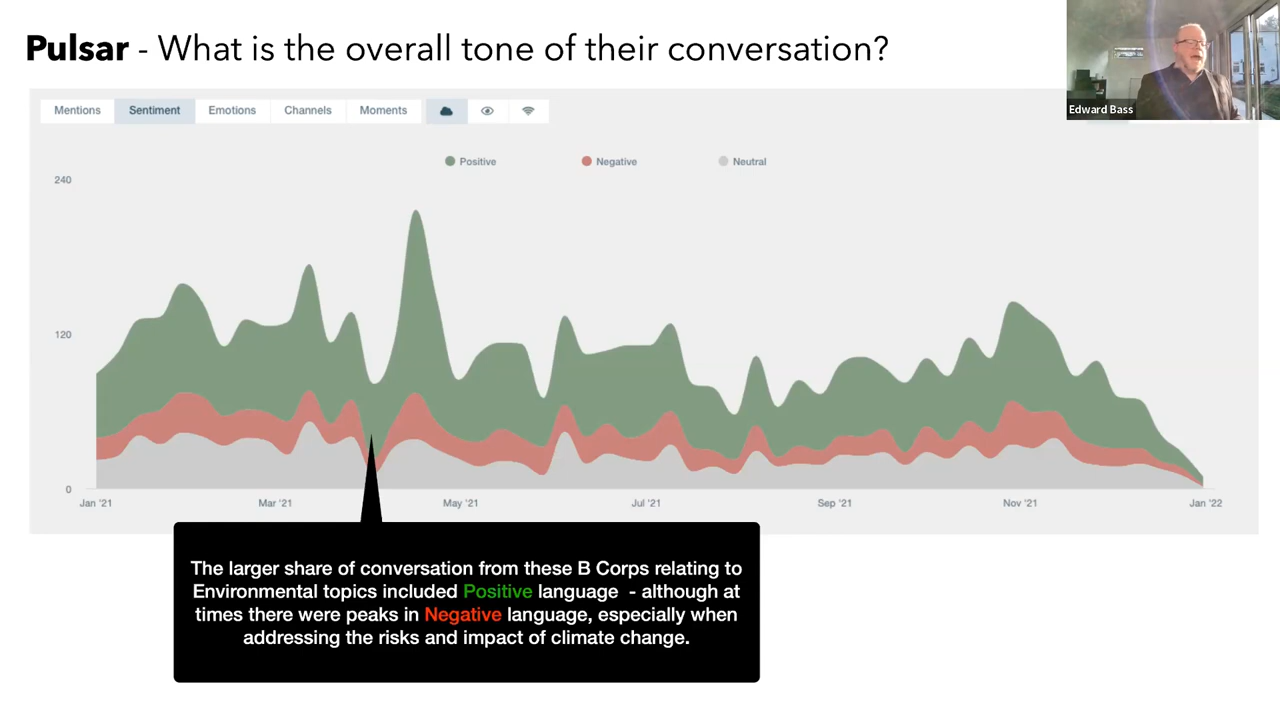 Pulsar - What is the overall tone of their conversation?
Edward Bass
Mentions Sentiment Emotions Channels Moments
Positive Negative Neutral
240
120
0
Jan '21 Mar '21 May '21 Jul '21 Sep '21 Nov '21 Jan '22
The larger share of conversation from these B Corps relating to
Environmental topics included Positive language - although at
times there were peaks in Negative language, especially when
addressing the risks and impact of climate change.